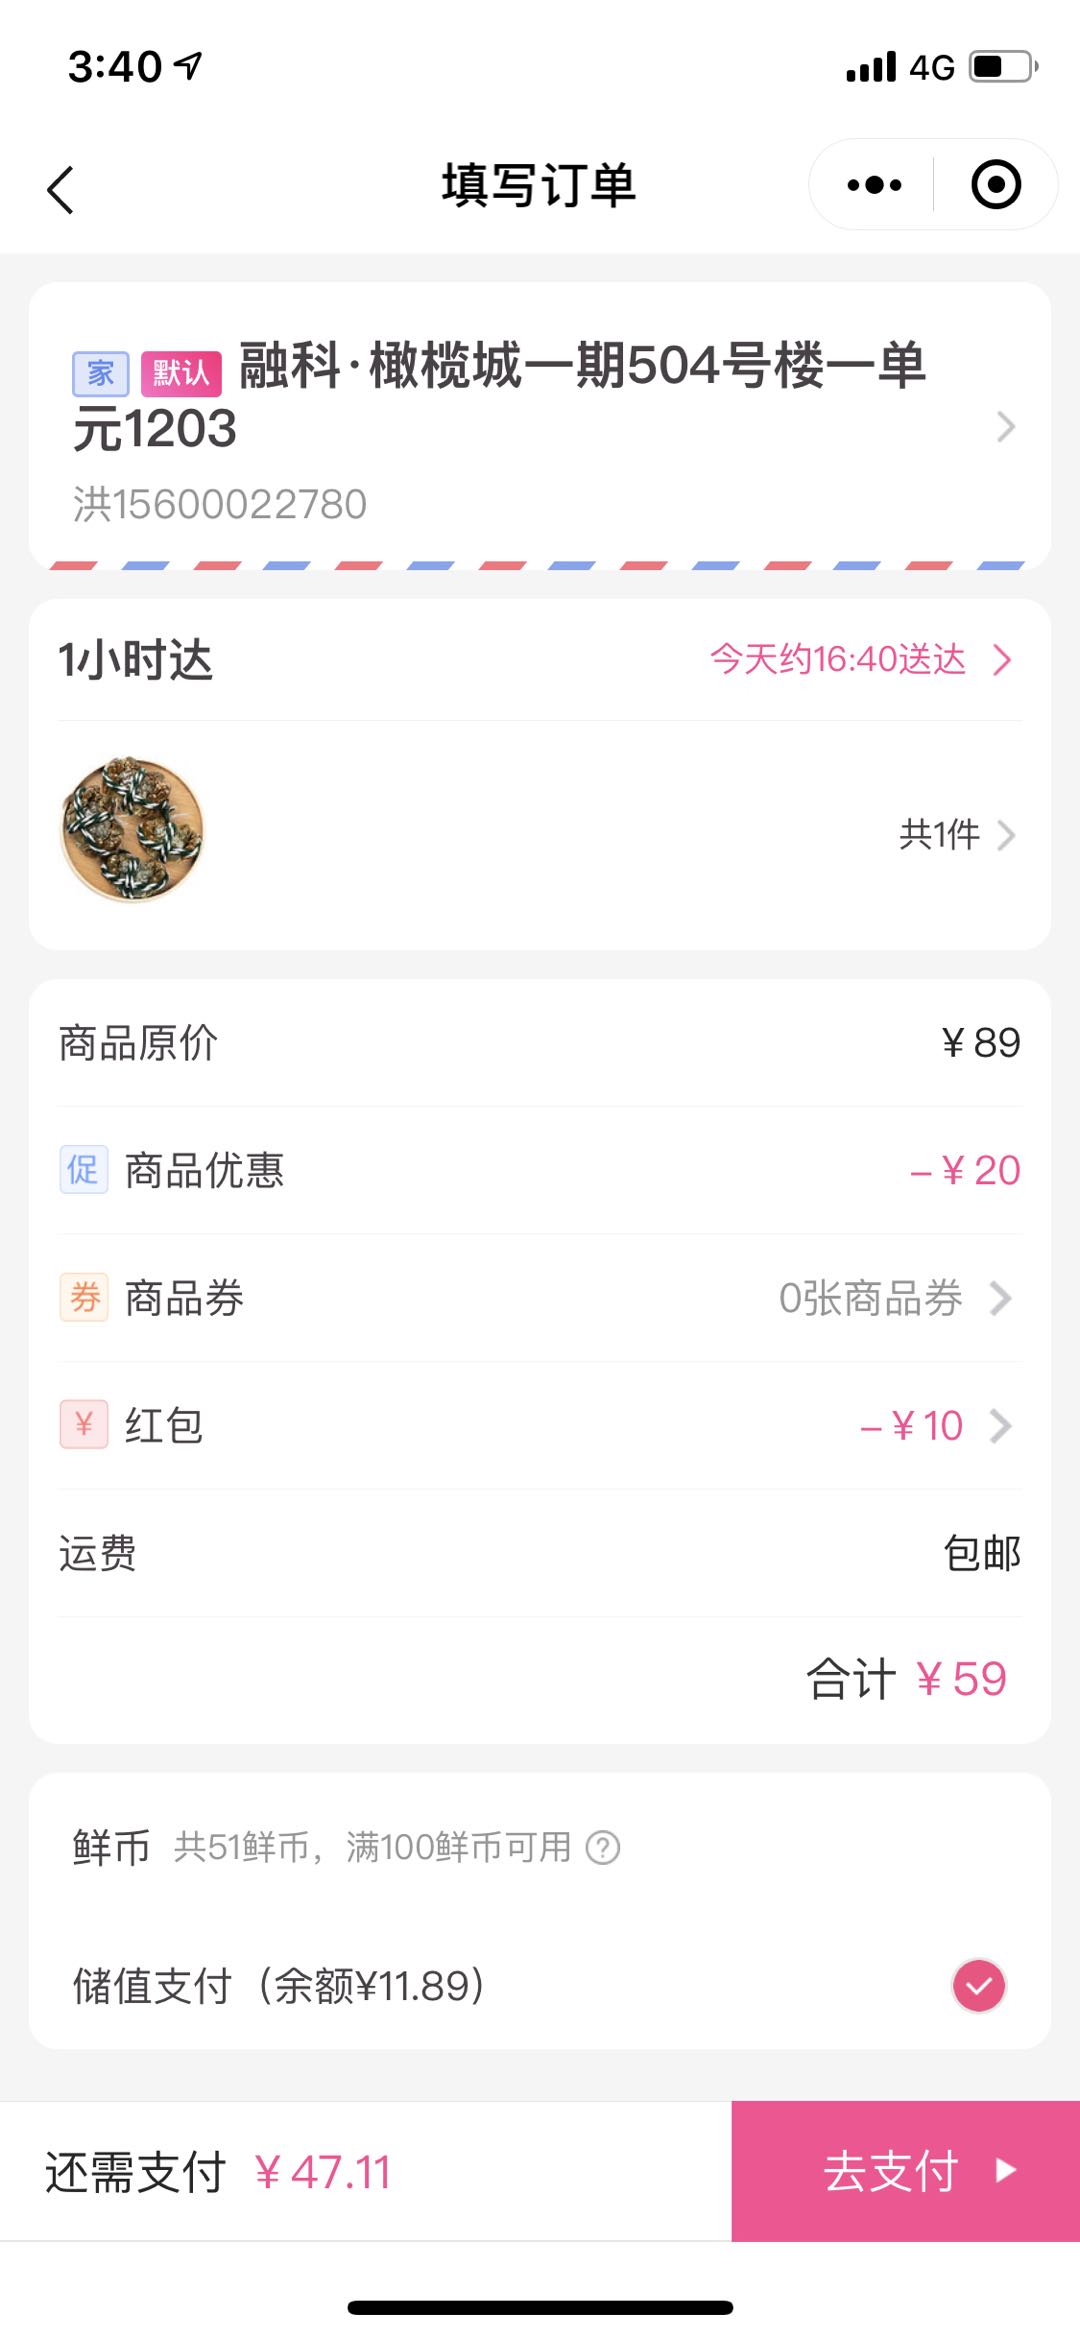 3:40
4G
填写订单
家 默认 融科·橄榄城一期504号楼一单
元1203
洪15600022780
1小时达 今天约16:40送达
共1件
商品原价 ¥89
促 商品优惠 –¥20
券 商品券 0张商品券
¥ 红包 –¥10
运费 包邮
合计 ¥59
鲜币 共51鲜币，满100鲜币可用 ?
储值支付（余额¥11.89）
还需支付 ¥47.11 去支付